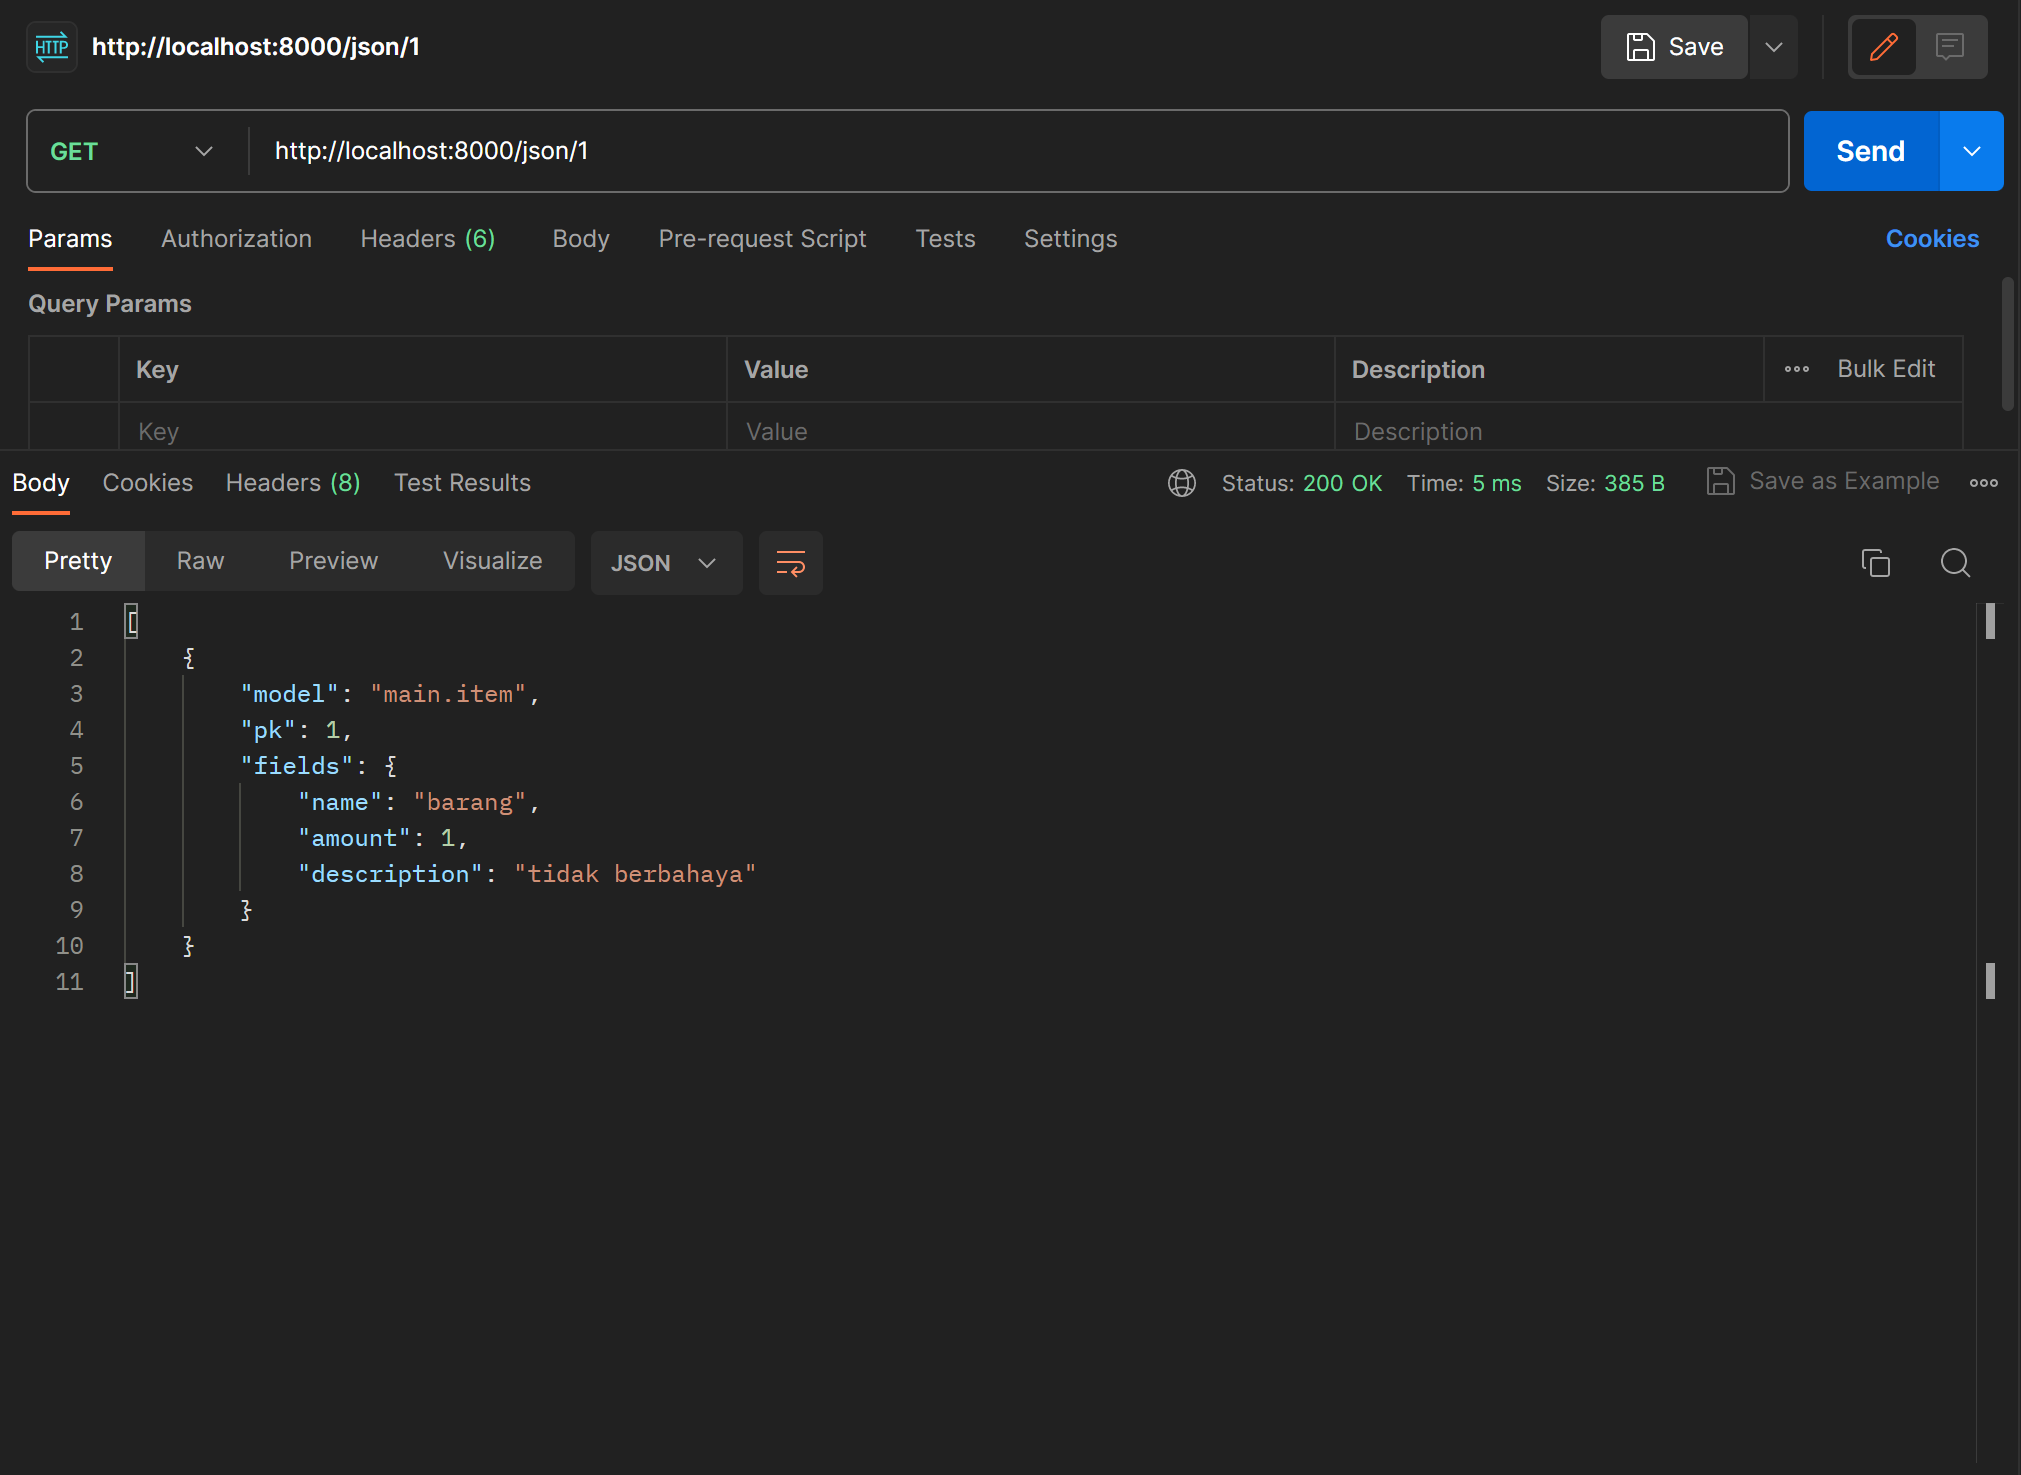 HTTP http://localhost:8000/json/1 Save
GET http://localhost:8000/json/1 Send
Params Authorization Headers (6) Body Pre-request Script Tests Settings Cookies
Query Params
Key Value Description Bulk Edit
Key Value Description
Body Cookies Headers (8) Test Results Status: 200 OK Time: 5 ms Size: 385 B Save as Example
Pretty Raw Preview Visualize JSON
1 [
2 {
3 "model": "main.item",
4 "pk": 1,
5 "fields": {
6 "name": "barang",
7 "amount": 1,
8 "description": "tidak berbahaya"
9 }
10 }
11 ]